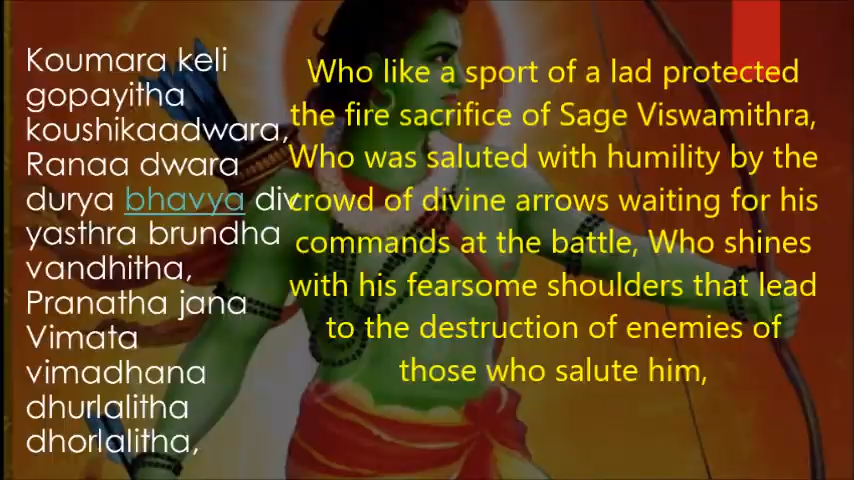 Koumara keli
gopayitha
koushikaadwara,
Ranaa dwara
durya bhavya div
yasthra brundha
vandhitha,
Pranatha jana
Vimata
vimadhana
dhurlalitha
dhorlalitha,
Who like a sport of a lad protected
the fire sacrifice of Sage Viswamithra,
Who was saluted with humility by the
crowd of divine arrows waiting for his
commands at the battle, Who shines
with his fearsome shoulders that lead
to the destruction of enemies of
those who salute him,